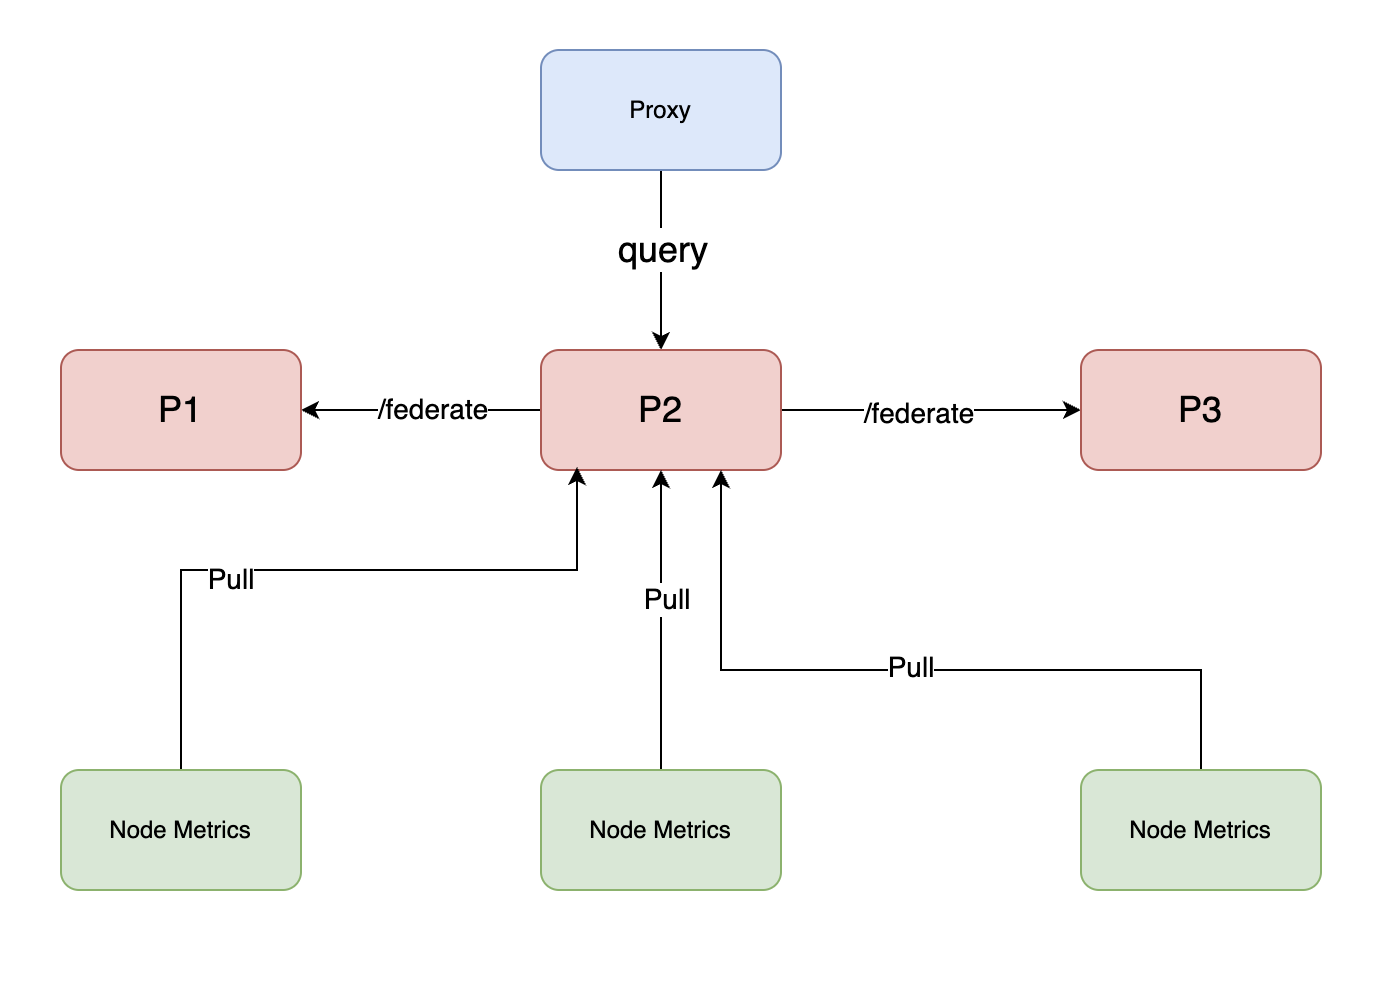 Proxy
query
P1
/federate
P2
/federate
P3
Pull
Pull
Pull
Node Metrics
Node Metrics
Node Metrics